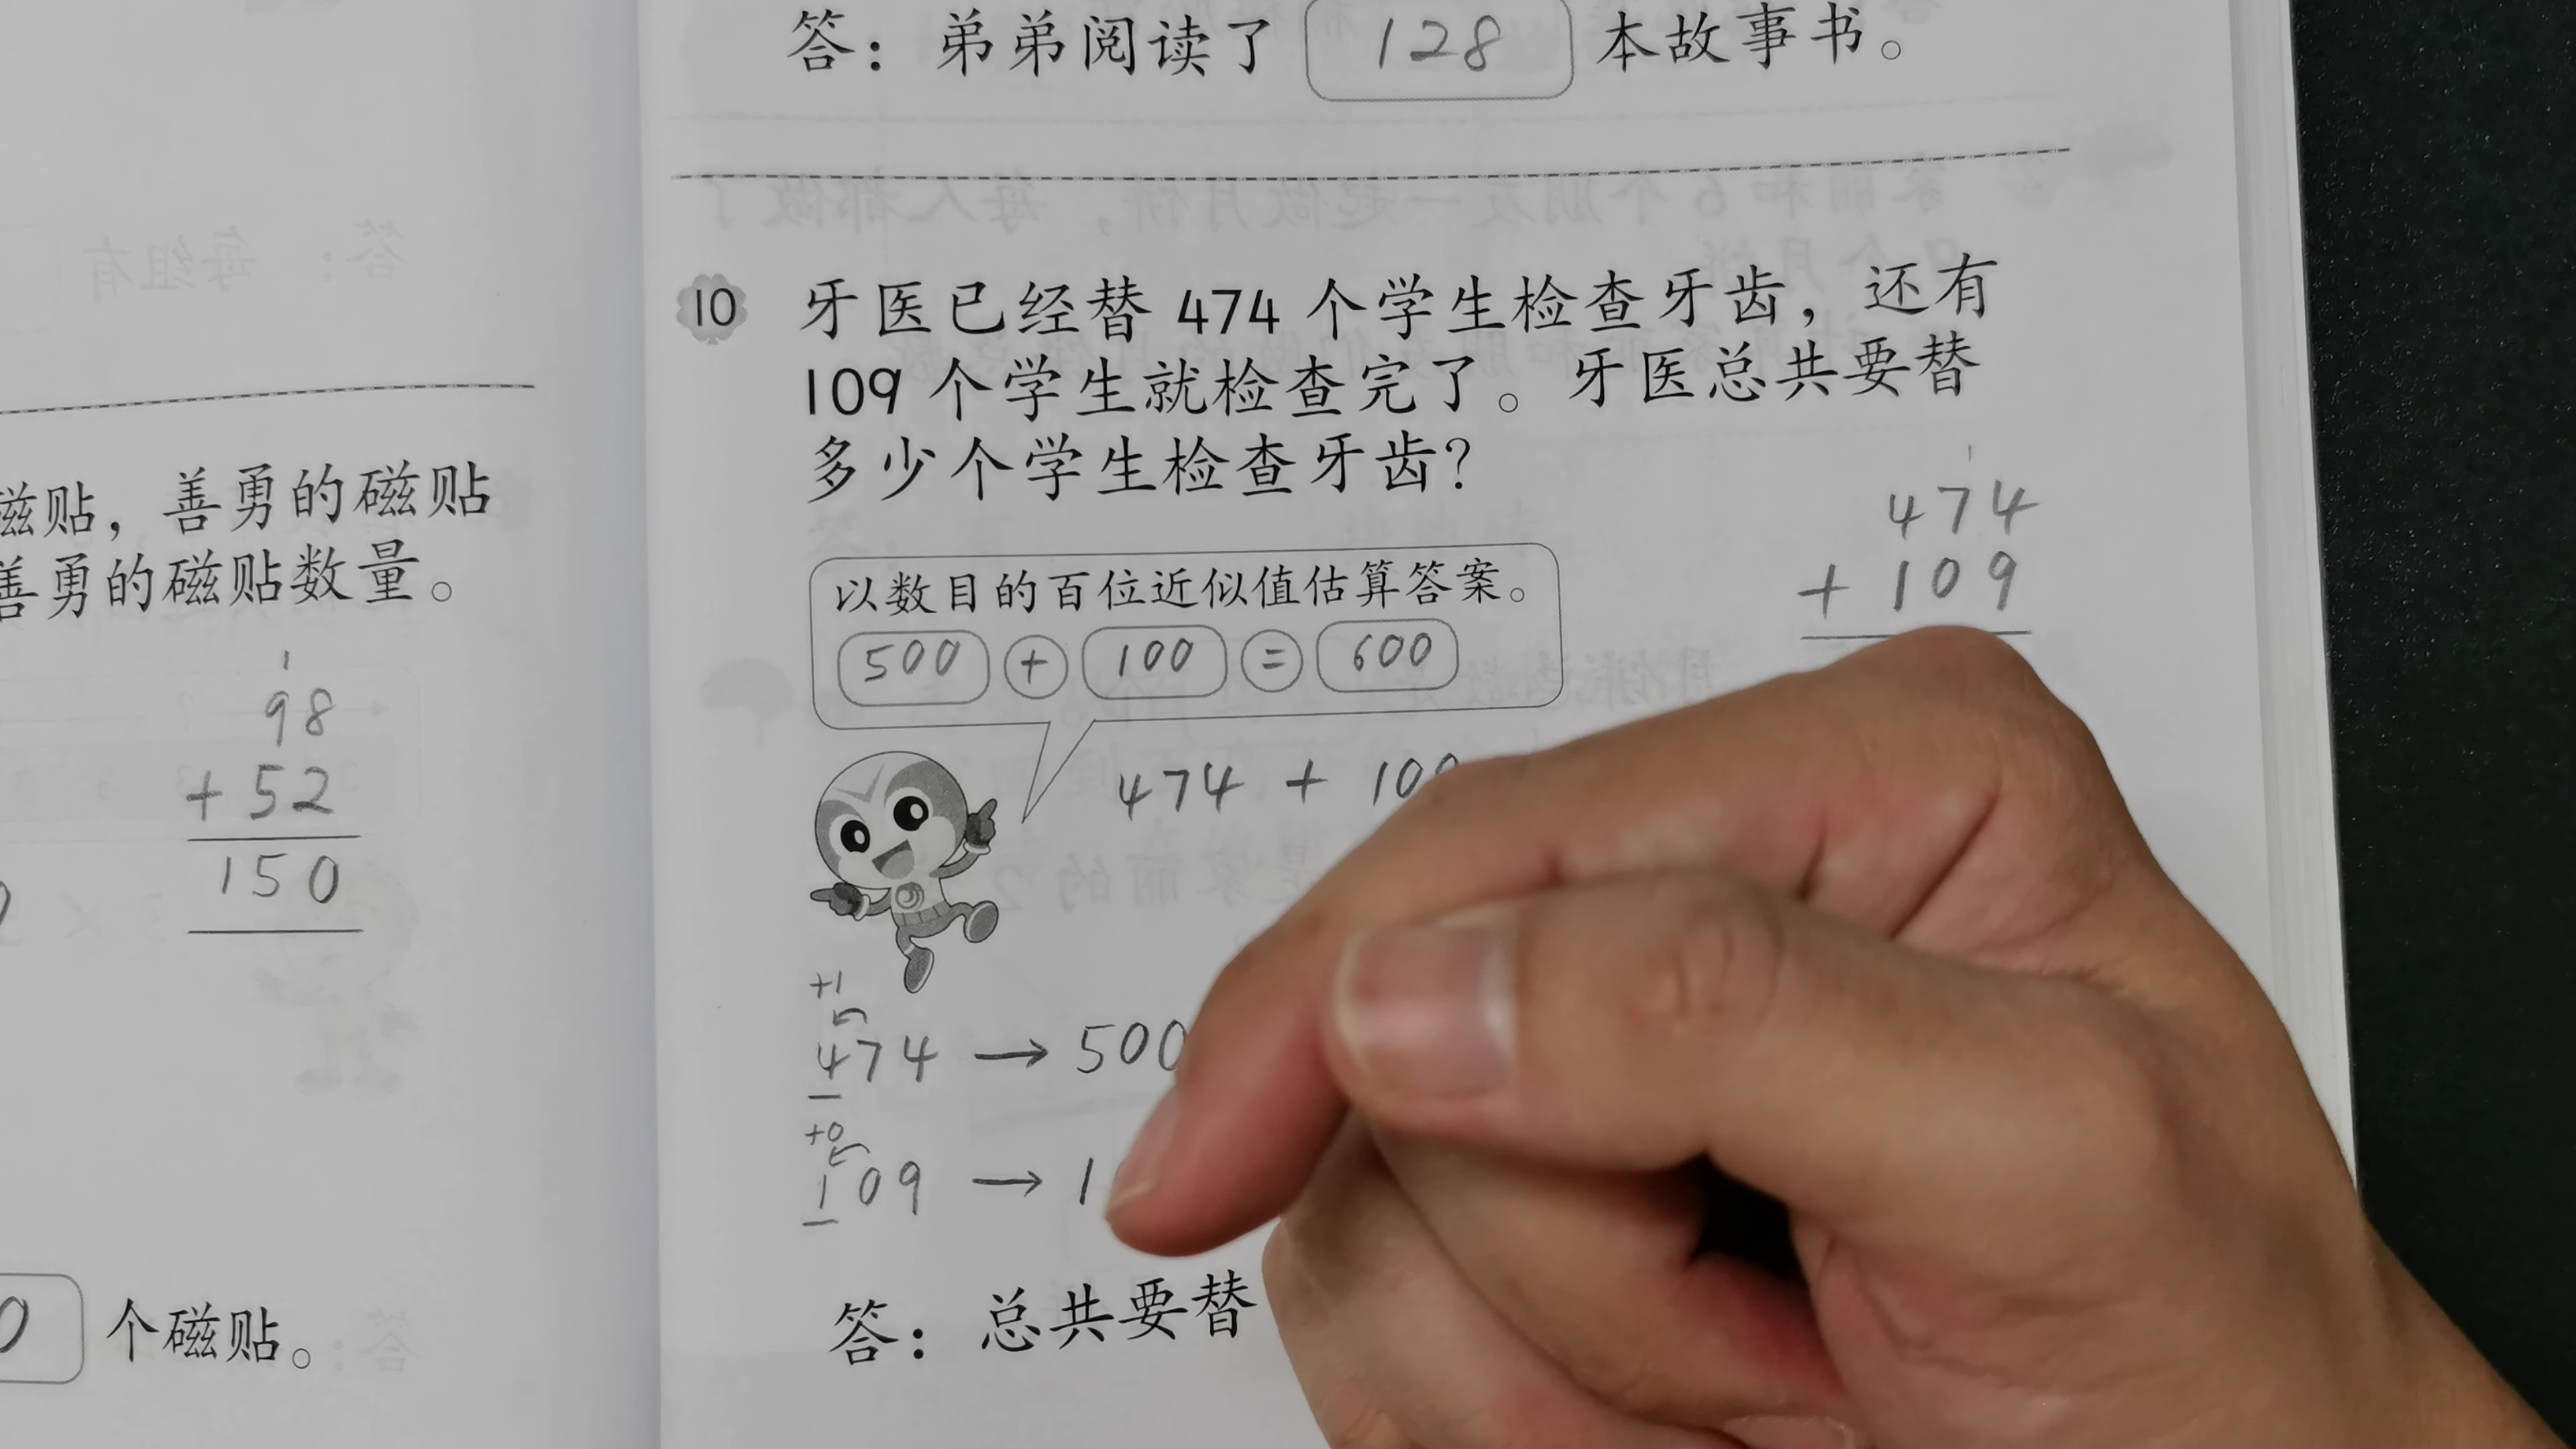 磁贴，善勇的磁贴
善勇的磁贴数量。
1
98
+ 52
150
0 个磁贴。
答：弟弟阅读了 128 本故事书。
10 牙医已经替 474 个学生检查牙齿，还有
109 个学生就检查完了。牙医总共要替
多少个学生检查牙齿？
1
474
+ 109
以数目的百位近似值估算答案。
500 + 100 = 600
474 + 109
+1
474 → 500
+0
109 → 1
答：总共要替